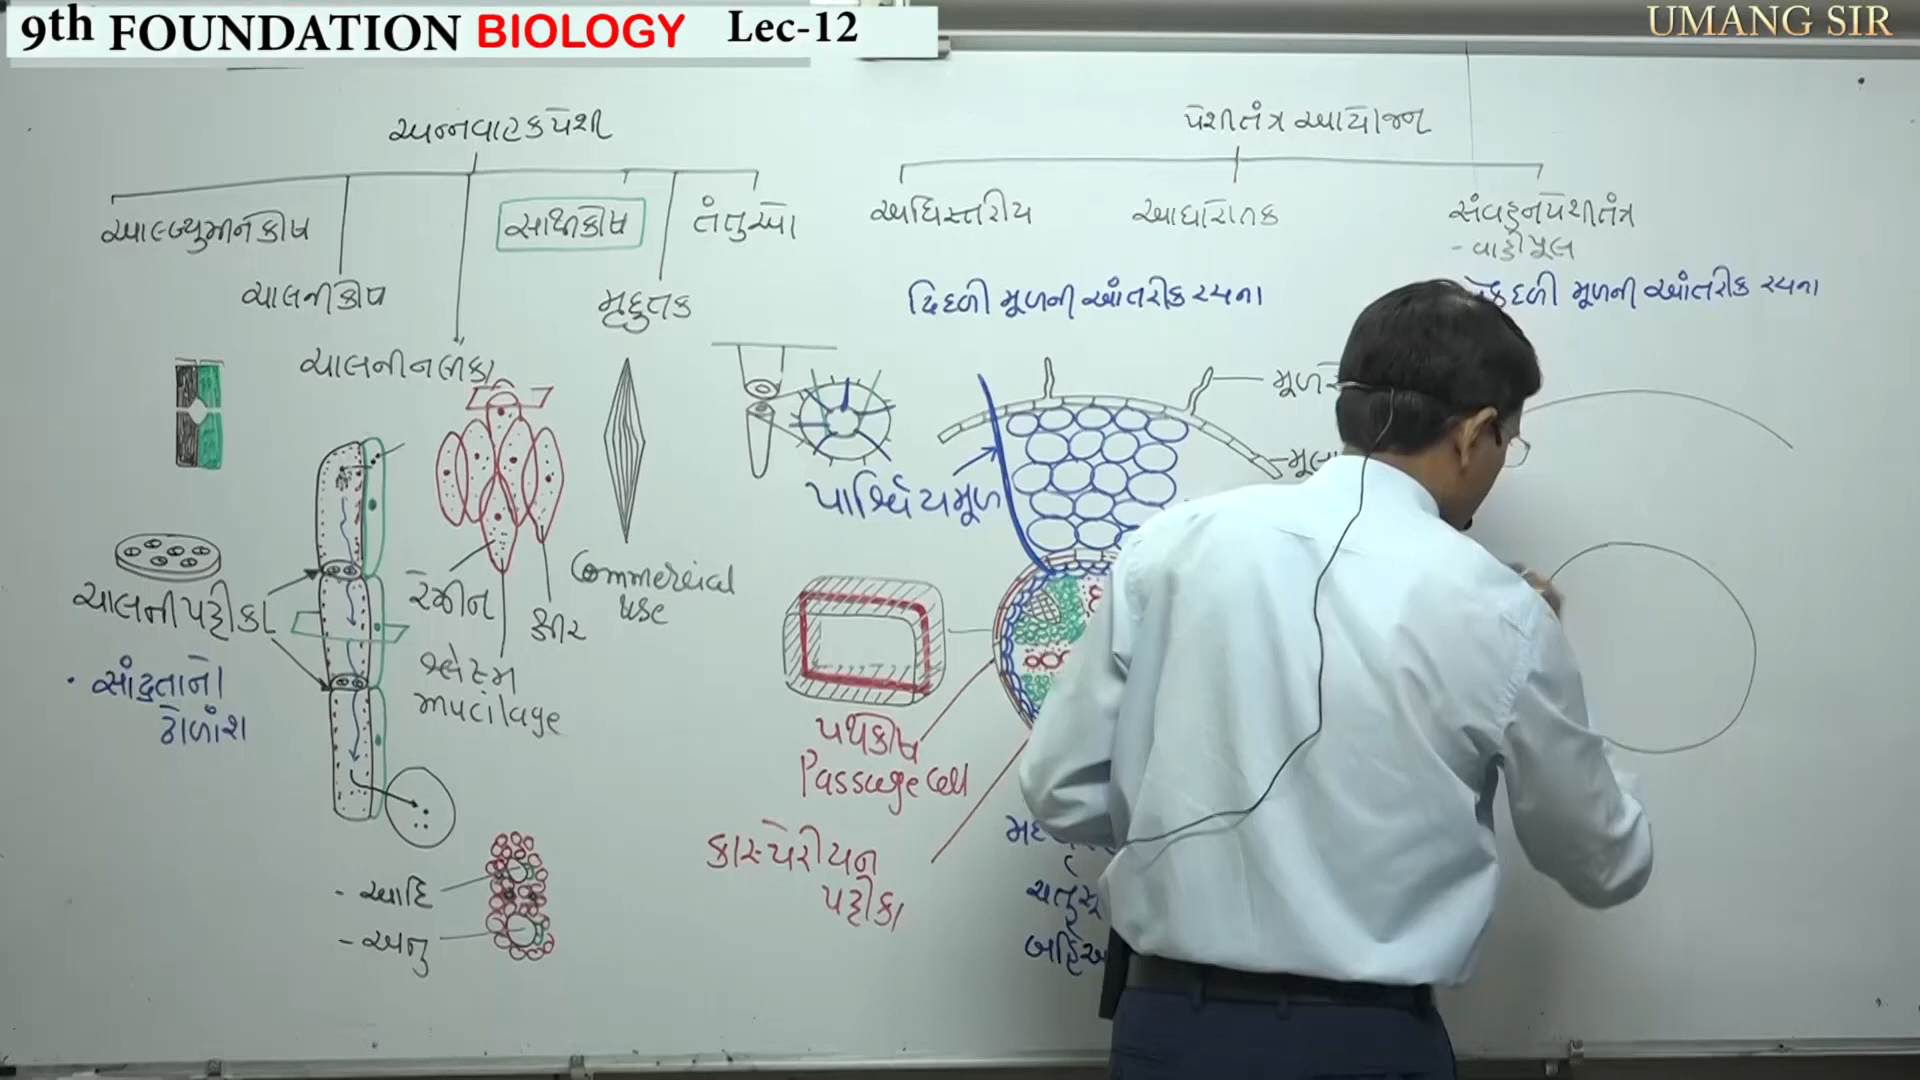 9th FOUNDATION BIOLOGY Lec-12
UMANG SIR
અન્નવાહકપેશી
આલ્બ્યુમીનકોષ
ચાલનીકોષ
ચાલનીનલીકા
સાથીકોષ
મૃદુતક
તંતુઓ
ચાલનીપટ્ટીકા
• સાંદ્રતાનો
ઢોળાંશ
રેઝીન
શ્લેષ્મ
mucilage
ક્ષીર
Commercial
use
- આદિ
- અનુ
પેશીતંત્ર આયોજન
અધિસ્તરીય
આધારોતક
સંવહનપેશીતંત્ર
- વાહીપૂલ
દ્વિદળી મૂળની આંતરીક રચના
દળી મૂળની આંતરીક રચના
પાર્શ્વિયમૂળ
પથકોષ
Passage cell
કાસ્પેરીયન
પટ્ટીકા